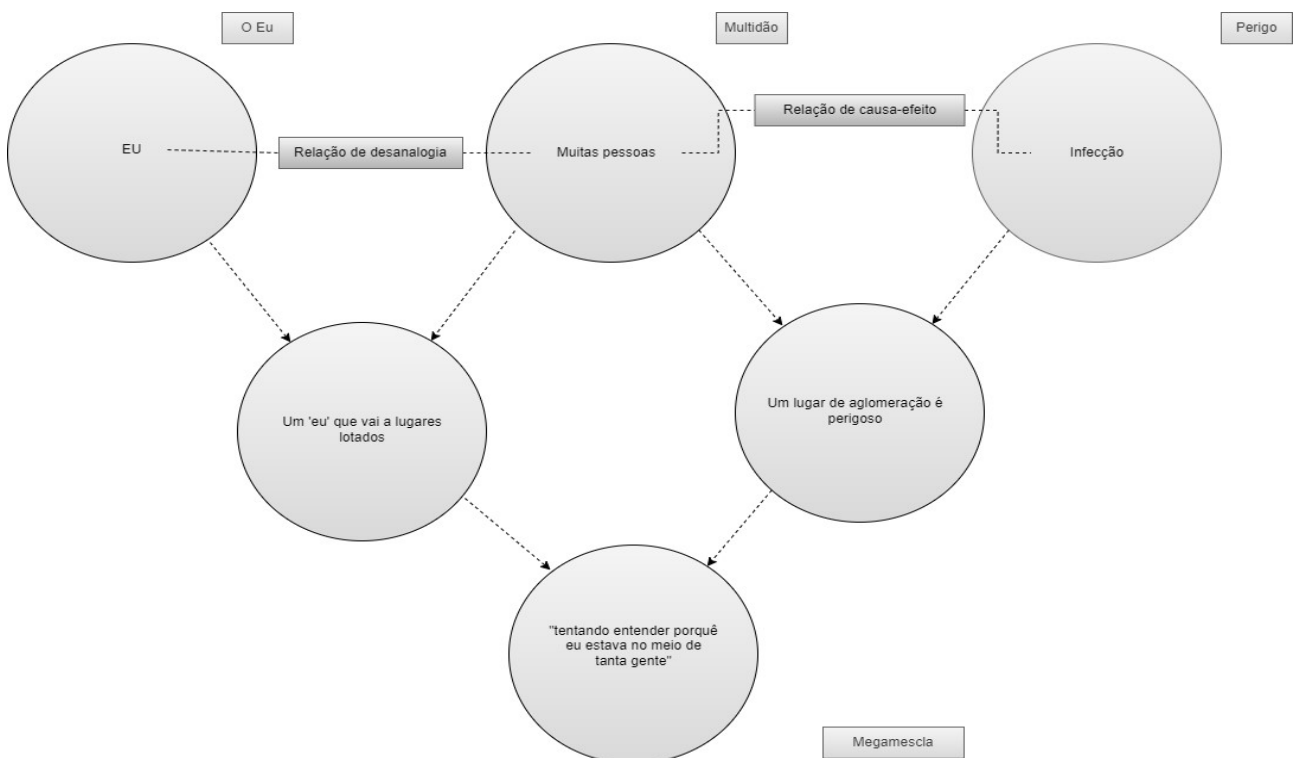 O Eu
Multidão
Perigo
EU
Relação de desanalogia
Muitas pessoas
Relação de causa-efeito
Infecção
Um 'eu' que vai a lugares
lotados
Um lugar de aglomeração é
perigoso
"tentando entender porquê
eu estava no meio de
tanta gente"
Megamescla